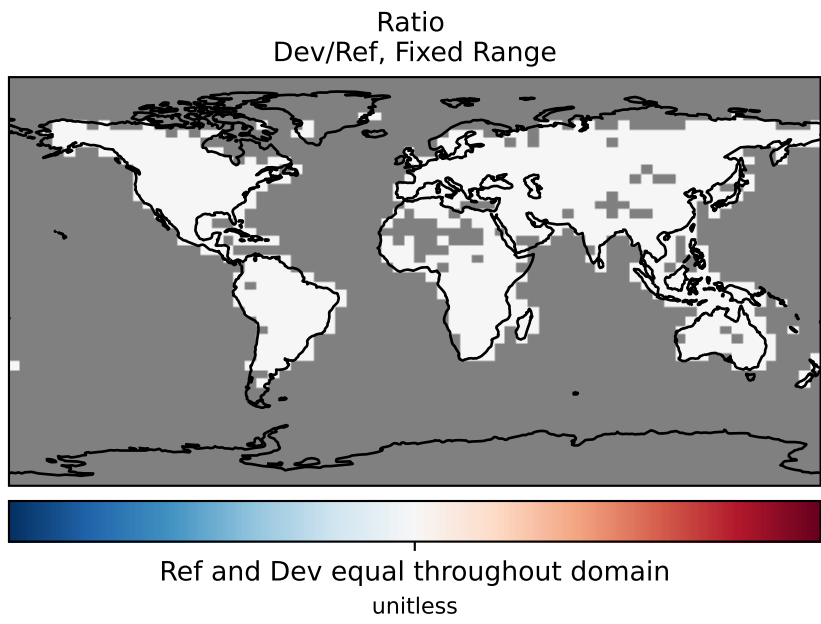 Ratio
Dev/Ref, Fixed Range
Ref and Dev equal throughout domain
unitless